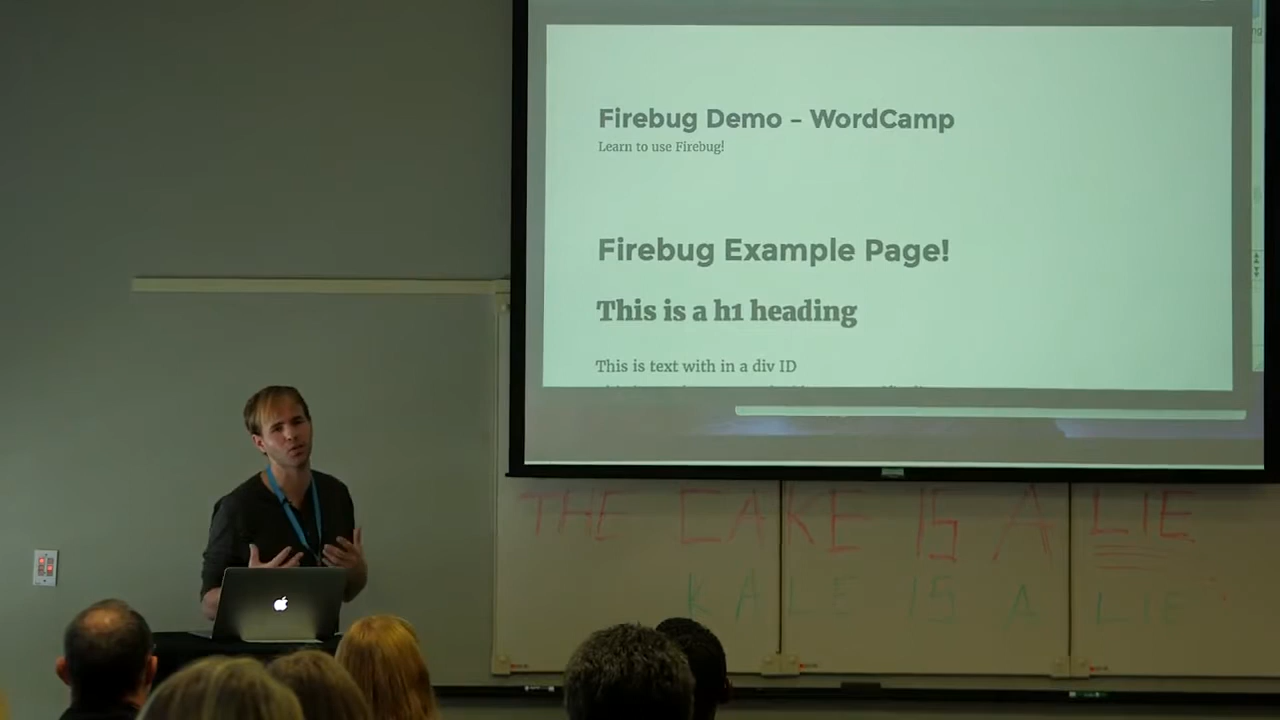 Firebug Demo – WordCamp
Learn to use Firebug!
Firebug Example Page!
This is a h1 heading
This is text with in a div ID
THE CAKE IS A LIE
KALE IS A LIE